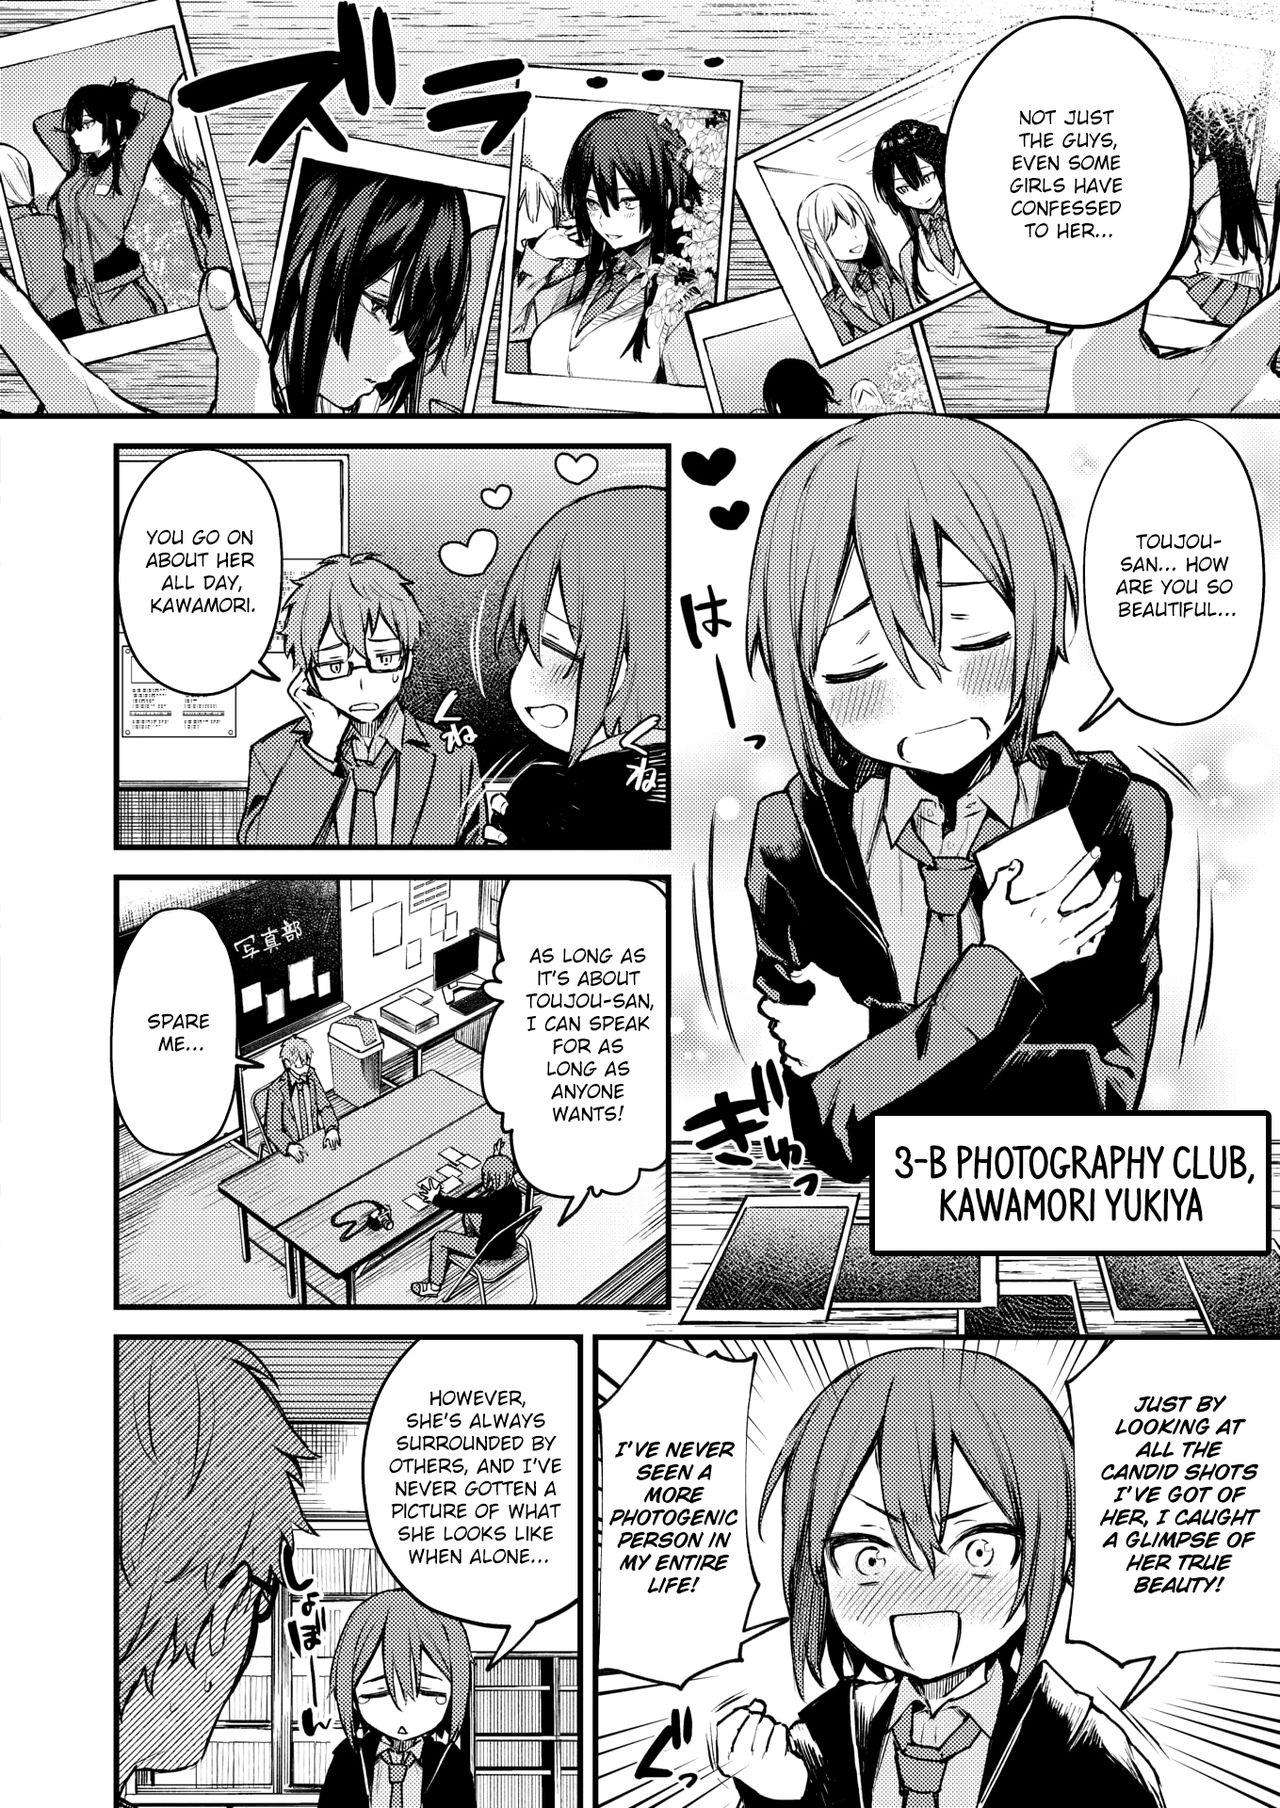 NOT JUST
THE GUYS,
EVEN SOME
GIRLS HAVE
CONFESSED
TO HER...
ズラ...
TOUJOU-
SAN... HOW
ARE YOU SO
BEAUTIFUL...
はーっ
ぎゅっ
3-B PHOTOGRAPHY CLUB,
KAWAMORI YUKIYA
YOU GO ON
ABOUT HER
ALL DAY,
KAWAMORI.
くね
くね
AS LONG AS
IT'S ABOUT
TOUJOU-SAN,
I CAN SPEAK
FOR AS
LONG AS
ANYONE
WANTS!
写真部
SPARE
ME...
JUST BY
LOOKING AT
ALL THE
CANDID SHOTS
I'VE GOT OF
HER, I CAUGHT
A GLIMPSE OF
HER TRUE
BEAUTY!
I'VE NEVER
SEEN A
MORE
PHOTOGENIC
PERSON IN
MY ENTIRE
LIFE!
ぐっ
HOWEVER,
SHE'S ALWAYS
SURROUNDED BY
OTHERS, AND I'VE
NEVER GOTTEN A
PICTURE OF WHAT
SHE LOOKS LIKE
WHEN ALONE...
しょぼーん